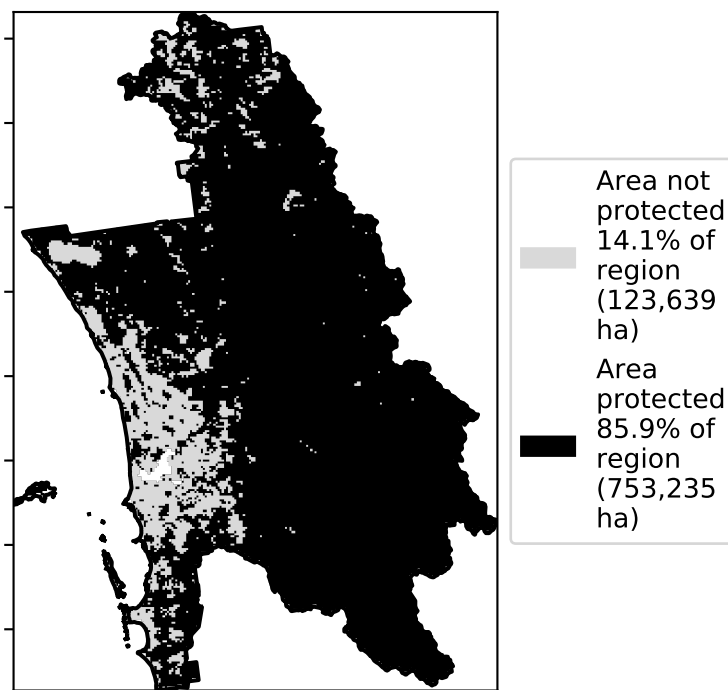 Area not
protected
14.1% of
region
(123,639
ha)
Area
protected
85.9% of
region
(753,235
ha)